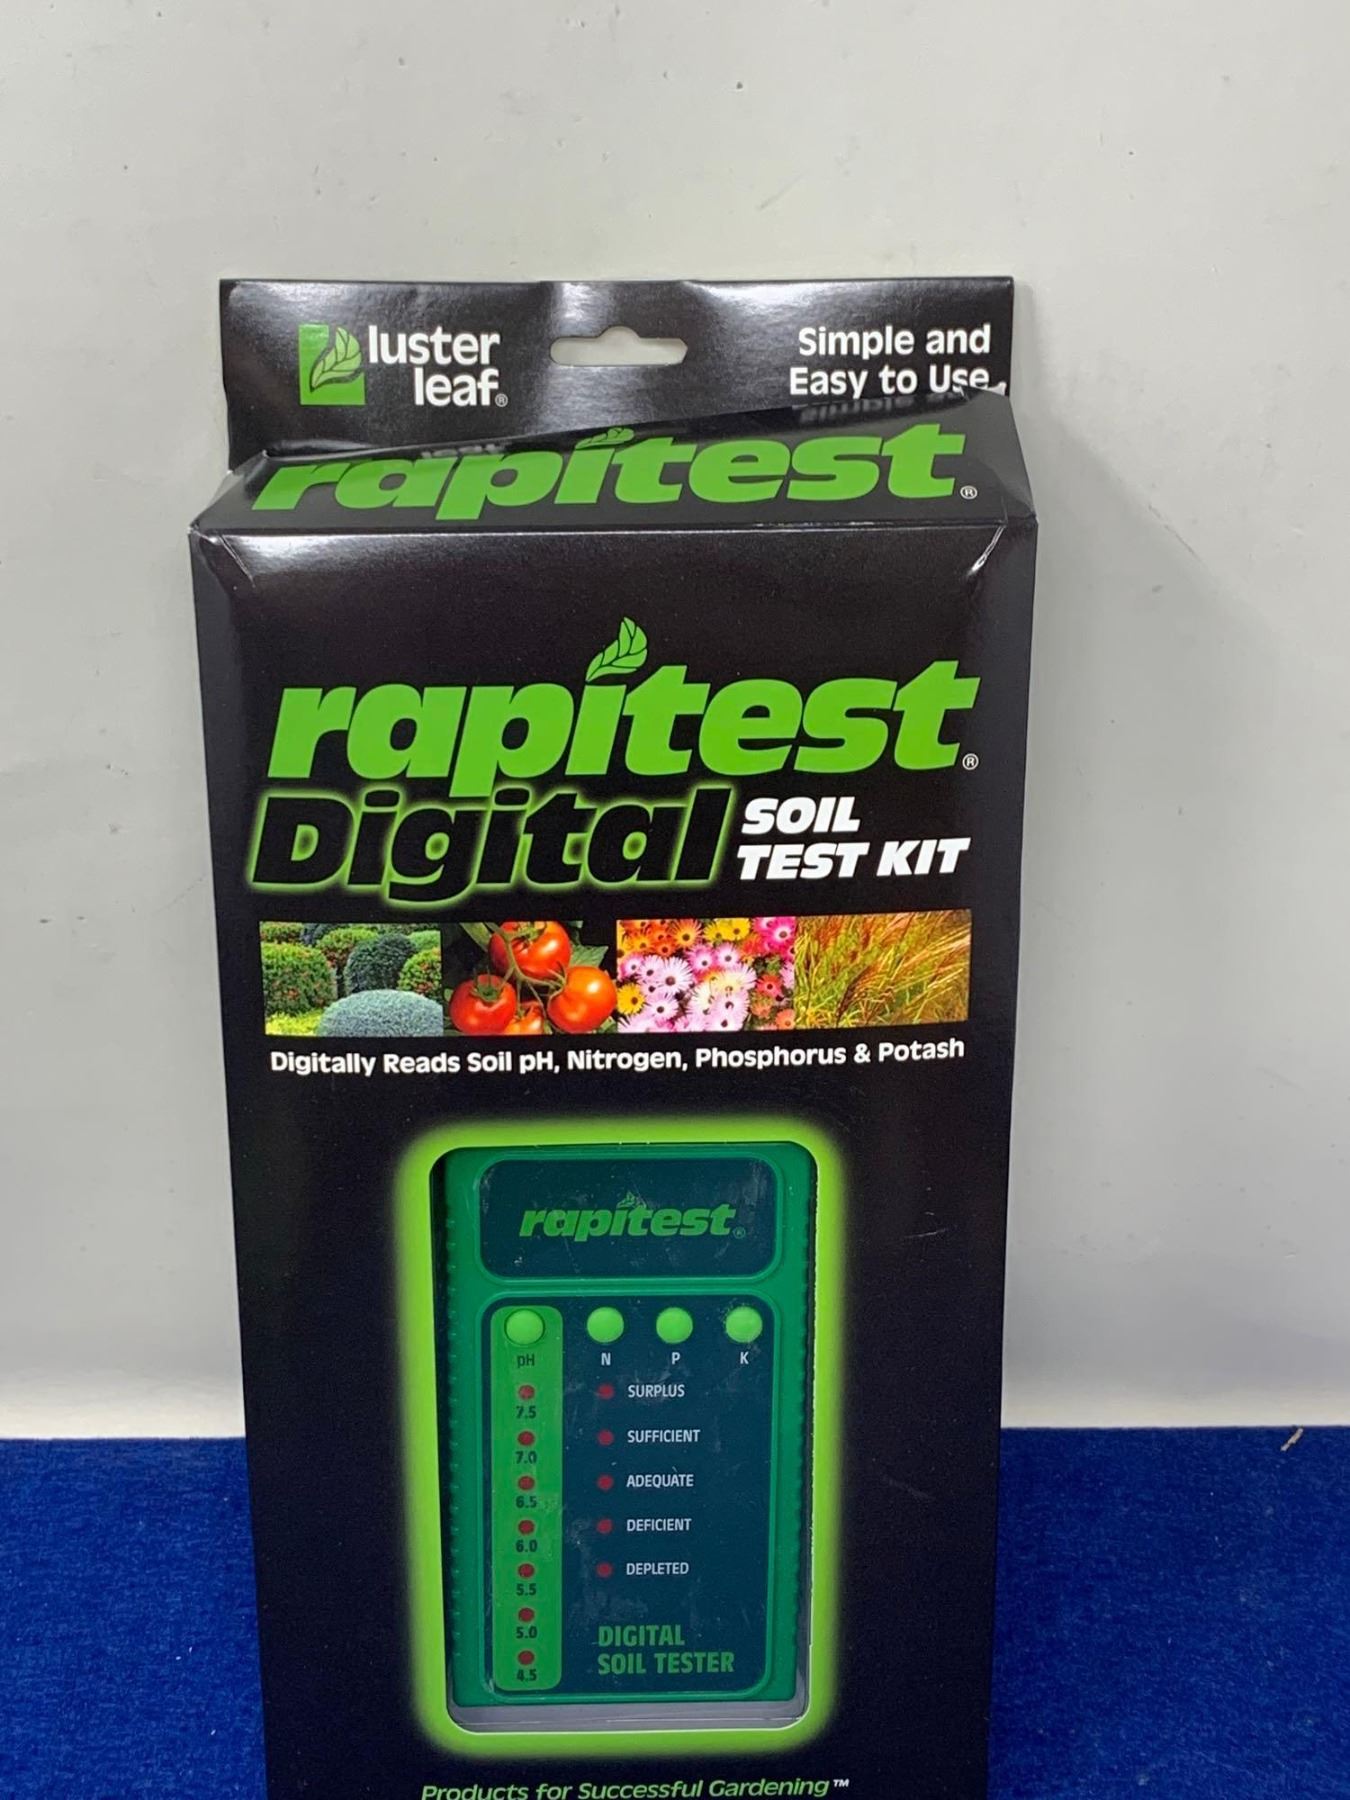 luster
leaf®
Simple and
Easy to Use
rapitest®
rapitest®
Digital SOIL
TEST KIT
Digitally Reads Soil pH, Nitrogen, Phosphorus & Potash
rapitest®
pH N P K
7.5 SURPLUS
7.0 SUFFICIENT
6.5 ADEQUATE
6.0 DEFICIENT
5.5 DEPLETED
5.0
4.5
DIGITAL
SOIL TESTER
Products for Successful Gardening™